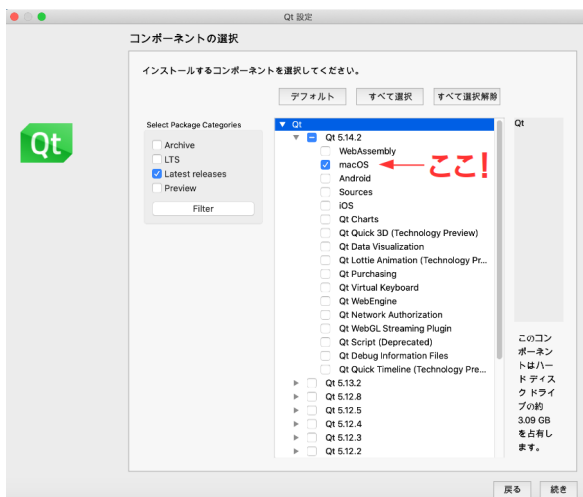 Qt 設定
コンポーネントの選択
インストールするコンポーネントを選択してください。
デフォルト すべて選択 すべて選択解除
Qt
Select Package Categories
Archive
LTS
Latest releases
Preview
Filter
Qt
Qt 5.14.2
WebAssembly
macOS ここ!
Android
Sources
iOS
Qt Charts
Qt Quick 3D (Technology Preview)
Qt Data Visualization
Qt Lottie Animation (Technology Pr...
Qt Purchasing
Qt Virtual Keyboard
Qt WebEngine
Qt Network Authorization
Qt WebGL Streaming Plugin
Qt Script (Deprecated)
Qt Debug Information Files
Qt Quick Timeline (Technology Pre...
Qt 5.13.2
Qt 5.12.8
Qt 5.12.5
Qt 5.12.4
Qt 5.12.3
Qt 5.12.2
Qt
このコン
ポーネン
トはハー
ド ディス
ク ドライ
ブの約
3.09 GB
を占有し
ます。
戻る 続き